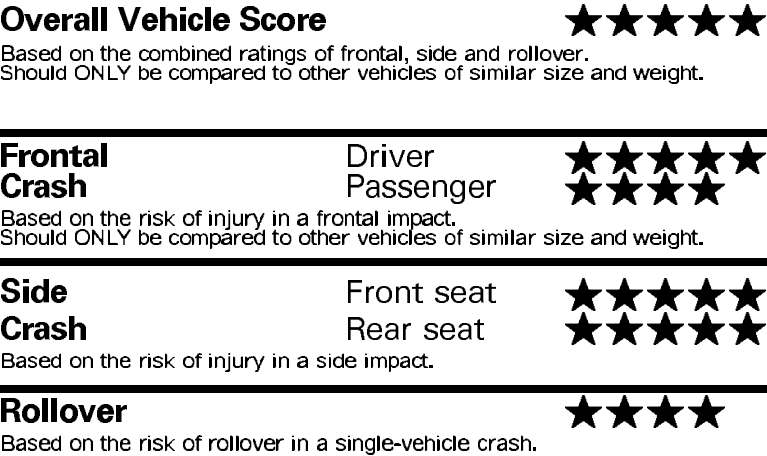 Overall Vehicle Score ★★★★★
Based on the combined ratings of frontal, side and rollover.
Should ONLY be compared to other vehicles of similar size and weight.
Frontal Driver ★★★★★
Crash Passenger ★★★★
Based on the risk of injury in a frontal impact.
Should ONLY be compared to other vehicles of similar size and weight.
Side Front seat ★★★★★
Crash Rear seat ★★★★★
Based on the risk of injury in a side impact.
Rollover ★★★★
Based on the risk of rollover in a single-vehicle crash.